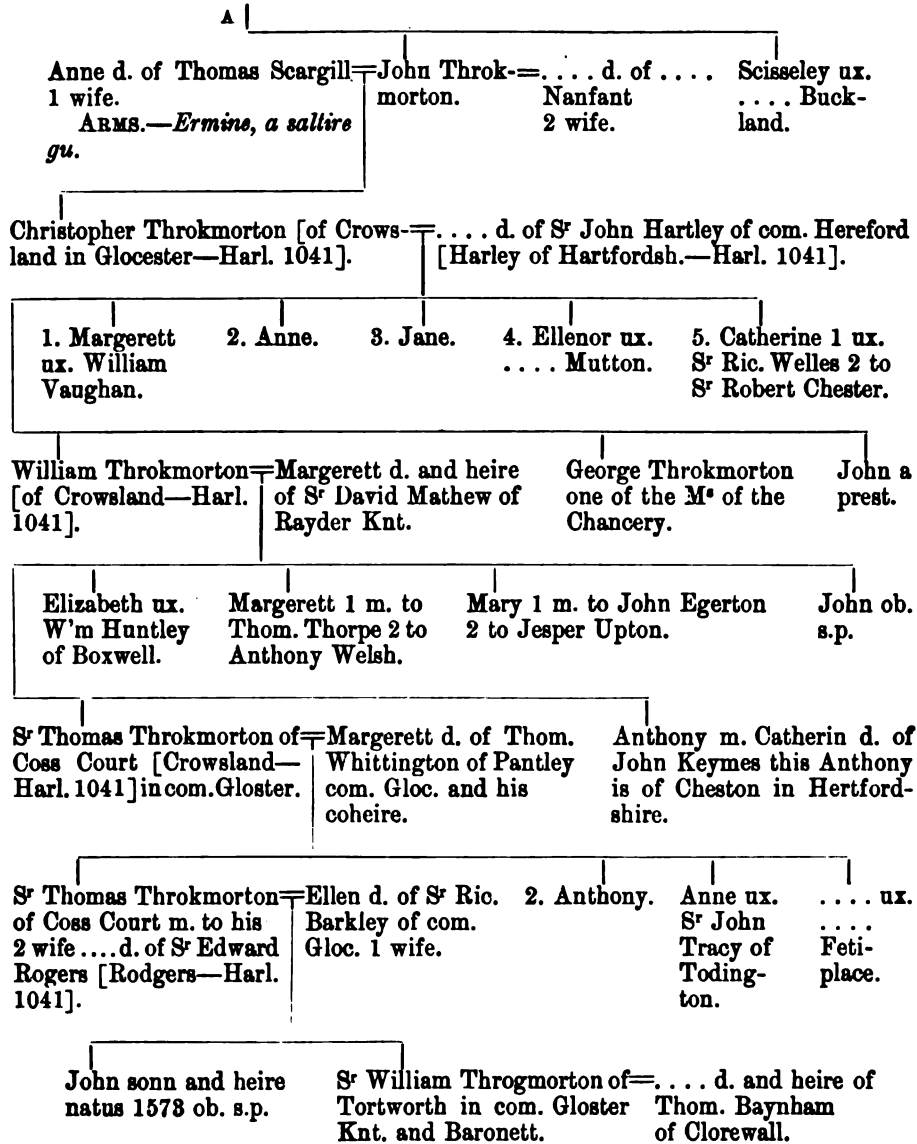 A
Anne d. of Thomas Scargill=John Throk-=. . . . d. of . . . . Scisseley ux.
1 wife. morton. Nanfant . . . . Buck-
ARMS.—Ermine, a saltire 2 wife. land.
gu.
Christopher Throkmorton [of Crows-=. . . . d. of Sr John Hartley of com. Hereford
land in Glocester—Harl. 1041]. [Harley of Hartfordsh.—Harl. 1041].
1. Margerett 2. Anne. 3. Jane. 4. Ellenor ux. 5. Catherine 1 ux.
ux. William . . . . Mutton. Sr Ric. Welles 2 to
Vaughan. Sr Robert Chester.
William Throkmorton=Margerett d. and heire George Throkmorton John a
[of Crowsland—Harl. of Sr David Mathew of one of the Ms of the prest.
1041]. Rayder Knt. Chancery.
Elizabeth ux. Margerett 1 m. to Mary 1 m. to John Egerton John ob.
W'm Huntley Thom. Thorpe 2 to 2 to Jesper Upton. s.p.
of Boxwell. Anthony Welsh.
Sr Thomas Throkmorton of=Margerett d. of Thom. Anthony m. Catherin d. of
Coss Court [Crowsland— Whittington of Pantley John Keymes this Anthony
Harl. 1041] in com. Gloster. com. Gloc. and his is of Cheston in Hertford-
coheire. shire.
Sr Thomas Throkmorton=Ellen d. of Sr Ric. 2. Anthony. Anne ux. . . . . ux.
of Coss Court m. to his Barkley of com. Sr John . . . .
2 wife . . . . d. of Sr Edward Gloc. 1 wife. Tracy of Feti-
Rogers [Rodgers—Harl. Toding- place.
1041]. ton.
John sonn and heire Sr William Throgmorton of=. . . . d. and heire of
natus 1573 ob. s.p. Tortworth in com. Gloster Thom. Baynham
Knt. and Baronett. of Clorewall.